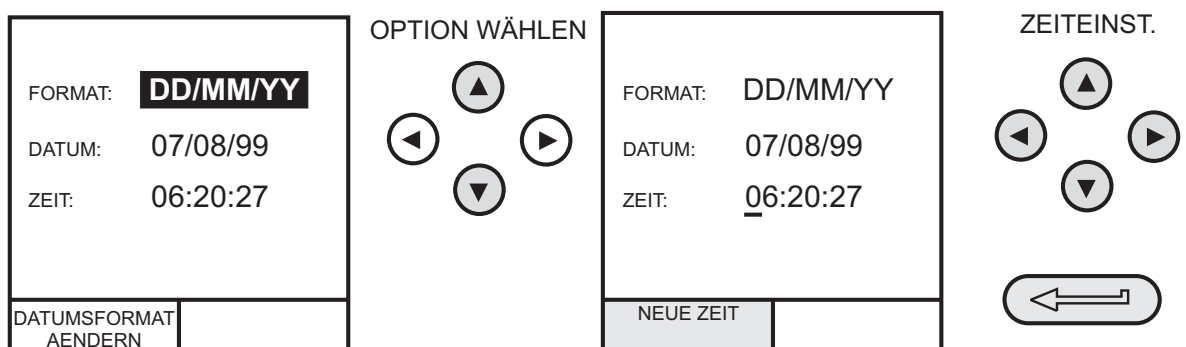 OPTION WÄHLEN
ZEITEINST.
FORMAT: DD/MM/YY
DATUM: 07/08/99
ZEIT: 06:20:27
DATUMSFORMAT
AENDERN
FORMAT: DD/MM/YY
DATUM: 07/08/99
ZEIT: 06:20:27
NEUE ZEIT